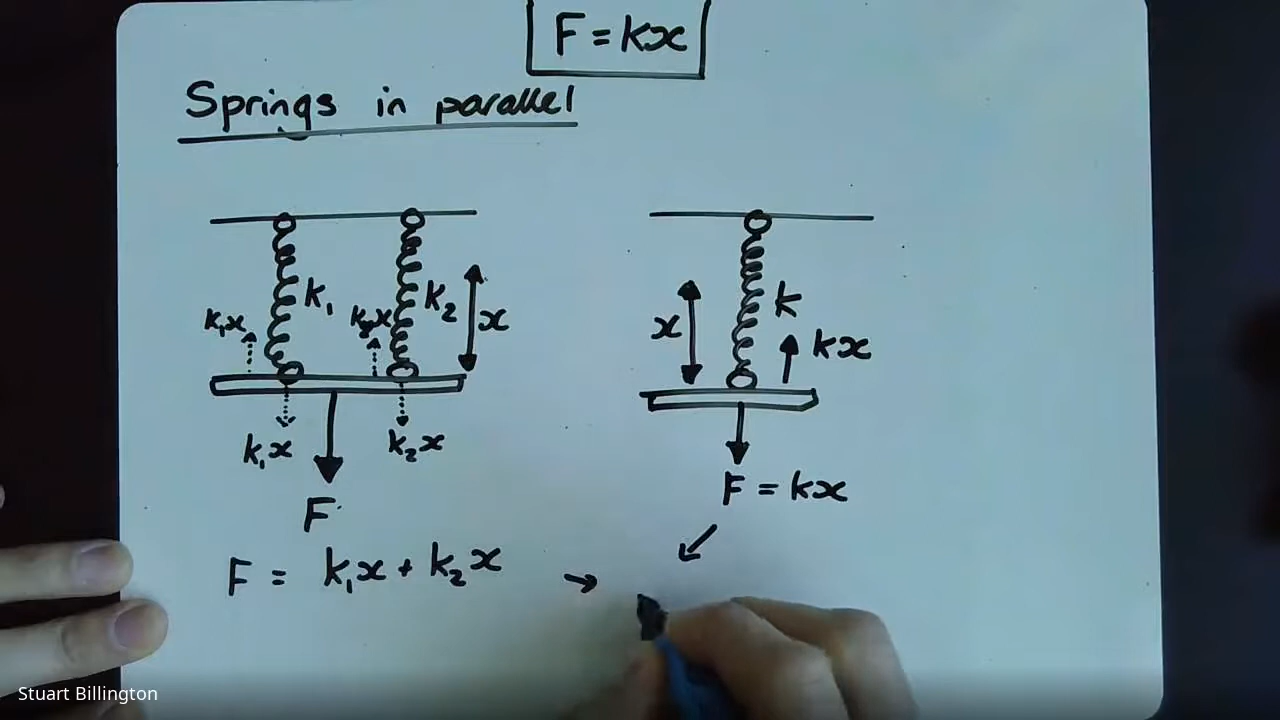 F = kx
Springs in parallel
k₁
k₂
x
k₁x
k₂x
k₁x
k₂x
F
F = k₁x + k₂x
x
k
kx
F = kx
Stuart Billington